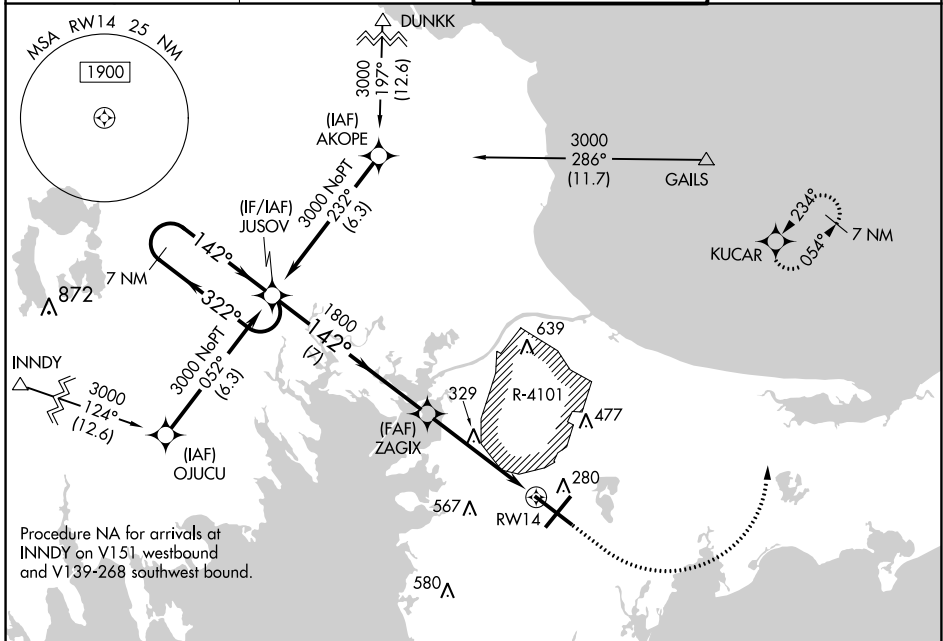 MSA RW14 25 NM
1900
DUNKK
3000
197°
(12.6)
(IAF)
AKOPE
3000
286°
(11.7)
GAILS
3000 NoPT
232°
(6.3)
(IF/IAF)
JUSOV
234°
054°
7 NM
KUCAR
142°
7 NM
322°
872
1800
142°
(7)
639
R-4101
3000 NoPT
052°
(6.3)
INNDY
3000
124°
(12.6)
329
477
(FAF)
ZAGIX
(IAF)
OJUCU
280
567
RW14
Procedure NA for arrivals at
INNDY on V151 westbound
and V139-268 southwest bound.
580